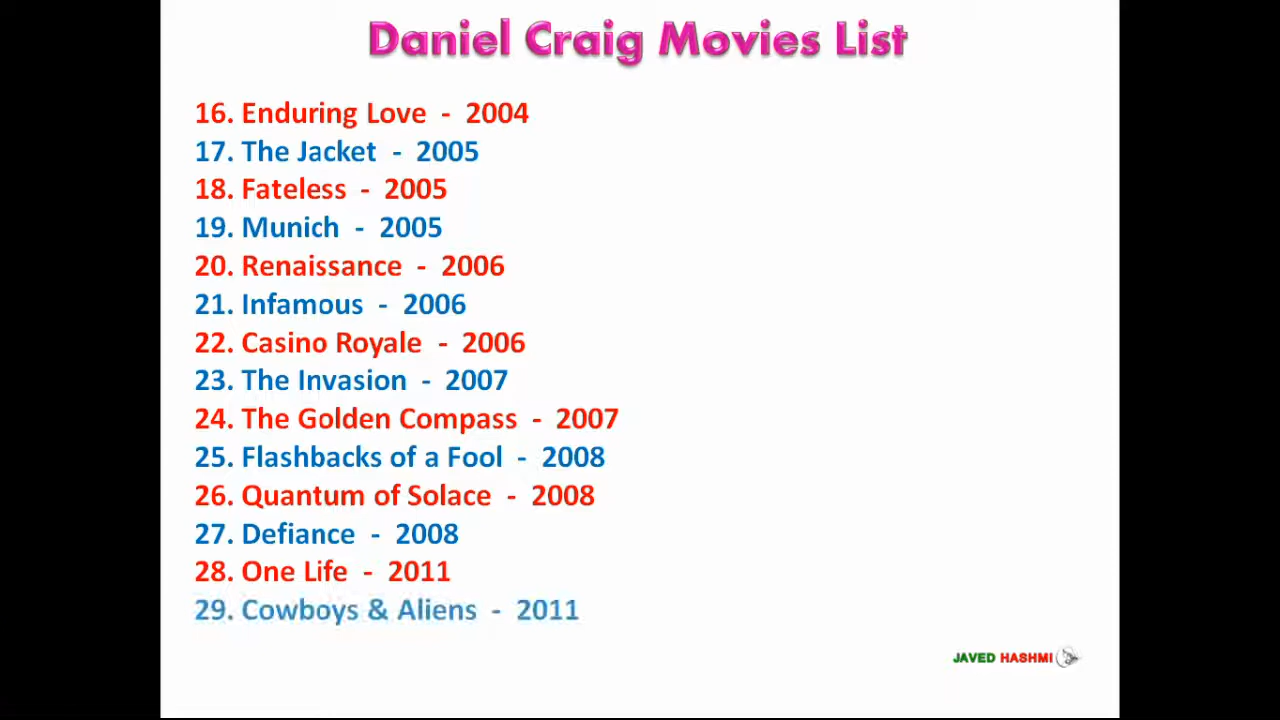 Daniel Craig Movies List
16. Enduring Love - 2004
17. The Jacket - 2005
18. Fateless - 2005
19. Munich - 2005
20. Renaissance - 2006
21. Infamous - 2006
22. Casino Royale - 2006
23. The Invasion - 2007
24. The Golden Compass - 2007
25. Flashbacks of a Fool - 2008
26. Quantum of Solace - 2008
27. Defiance - 2008
28. One Life - 2011
29. Cowboys & Aliens - 2011
JAVED HASHMI